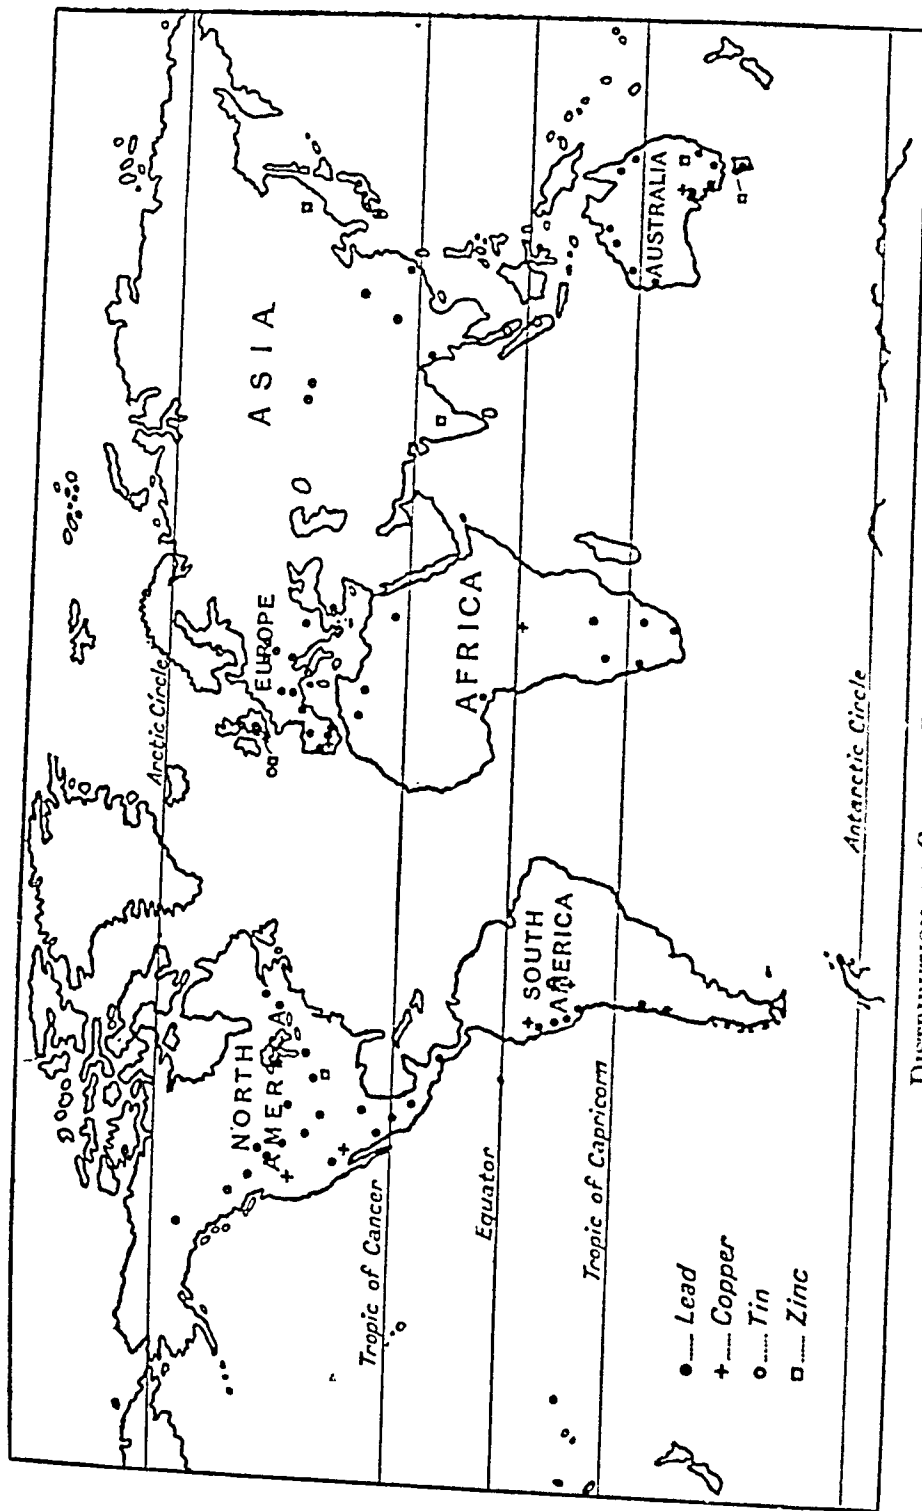 Arctic Circle
NORTH
AMERICA
EUROPE
ASIA
Tropic of Cancer
AFRICA
Equator
SOUTH
AMERICA
Tropic of Capricorn
AUSTRALIA
Lead
Copper
Tin
Zinc
Antarctic Circle